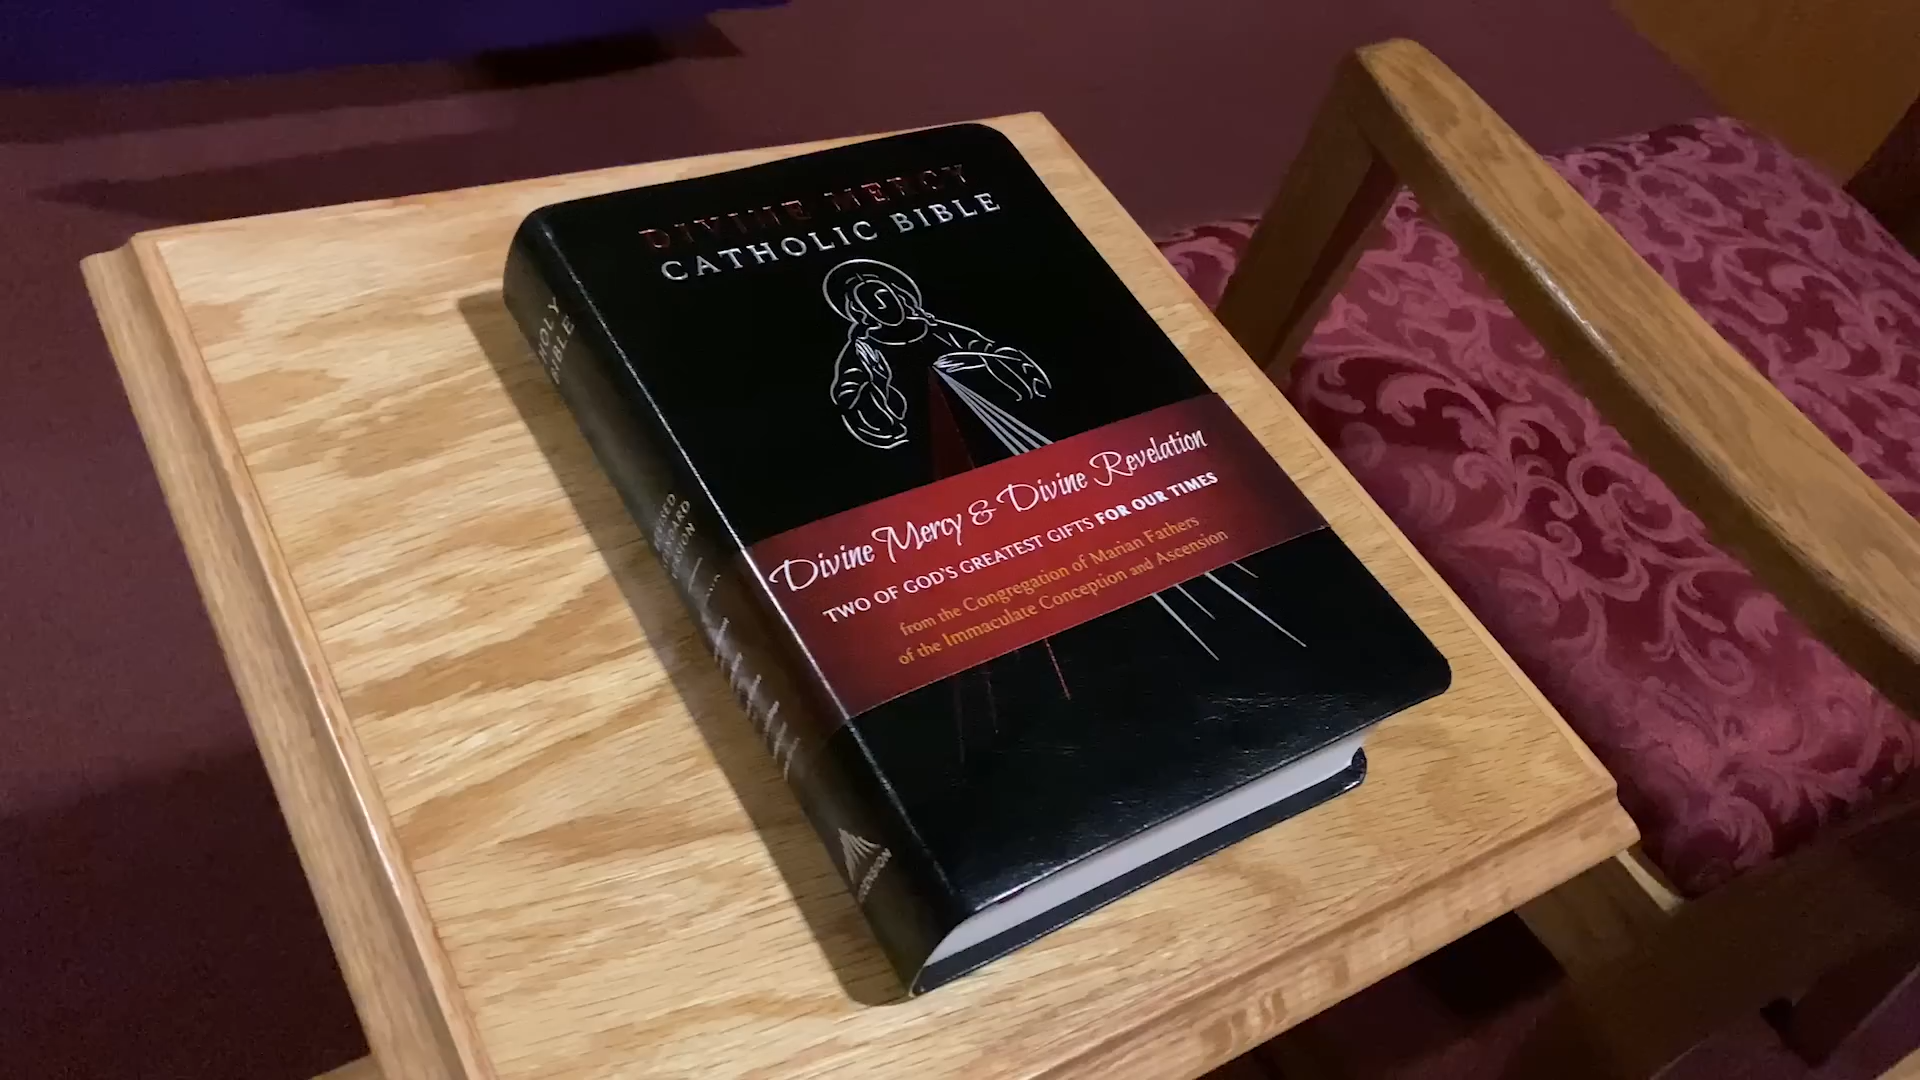 DIVINE MERCY
CATHOLIC BIBLE
Divine Mercy & Divine Revelation
TWO OF GOD'S GREATEST GIFTS FOR OUR TIMES
from the Congregation of Marian Fathers
of the Immaculate Conception and Ascension
HOLY
BIBLE